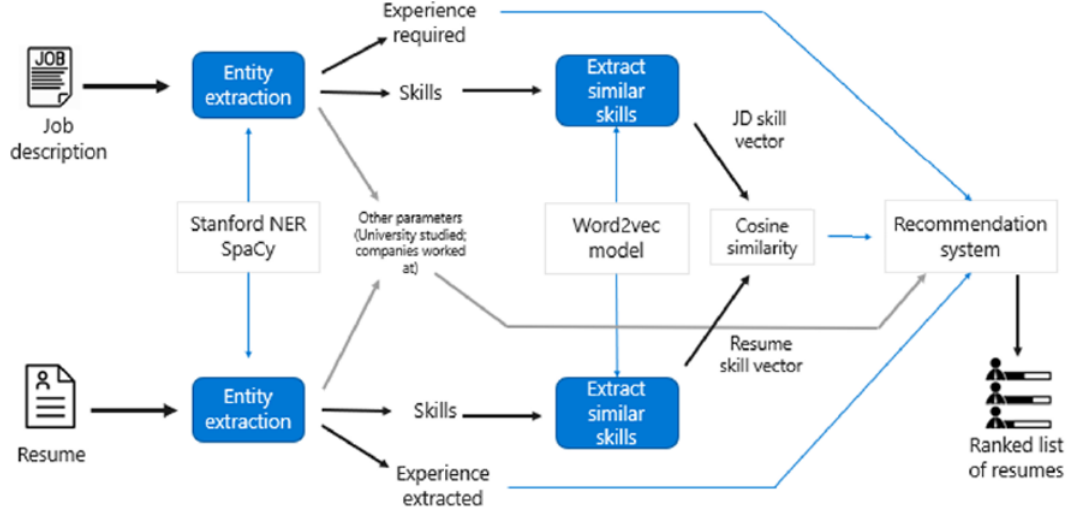 Experience
required
JOB
Entity
extraction
Skills
Extract
similar
skills
Job
description
JD skill
vector
Stanford NER
SpaCy
Other parameters
(University studied;
companies worked
at)
Word2vec
model
Cosine
similarity
Recommendation
system
Resume
skill vector
Resume
Entity
extraction
Skills
Extract
similar
skills
Experience
extracted
Ranked list
of resumes